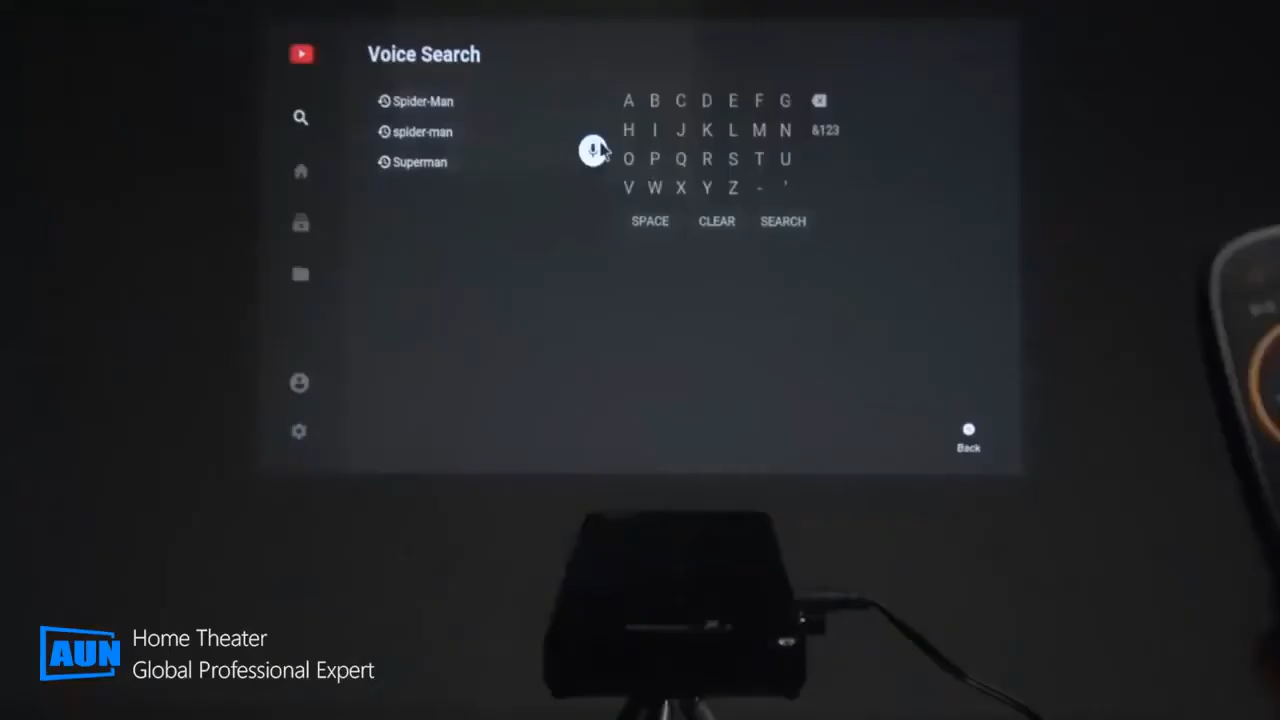 Voice Search
Spider-Man
spider-man
Superman
A B C D E F G
H I J K L M N &123
O P Q R S T U
V W X Y Z - '
SPACE CLEAR SEARCH
Back
AUN
Home Theater
Global Professional Expert